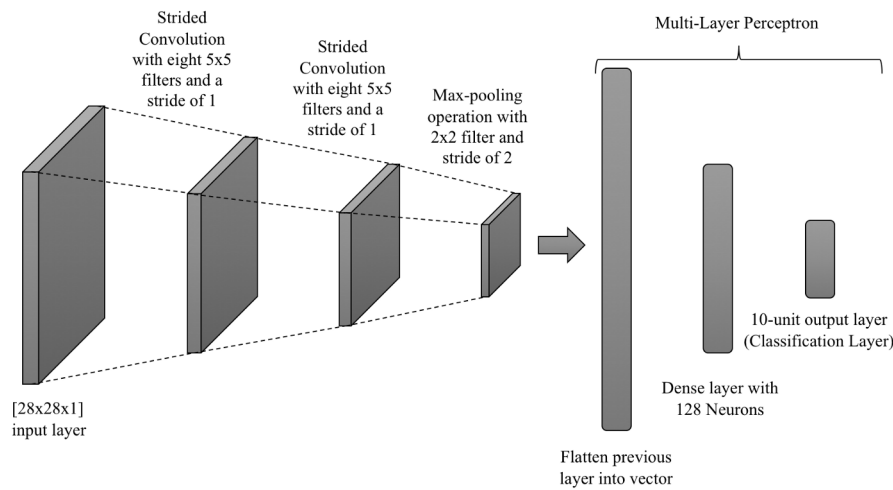 Strided
Convolution
with eight 5x5
filters and a
stride of 1
Strided
Convolution
with eight 5x5
filters and a
stride of 1
Max-pooling
operation with
2x2 filter and
stride of 2
Multi-Layer Perceptron
[28x28x1]
input layer
10-unit output layer
(Classification Layer)
Dense layer with
128 Neurons
Flatten previous
layer into vector